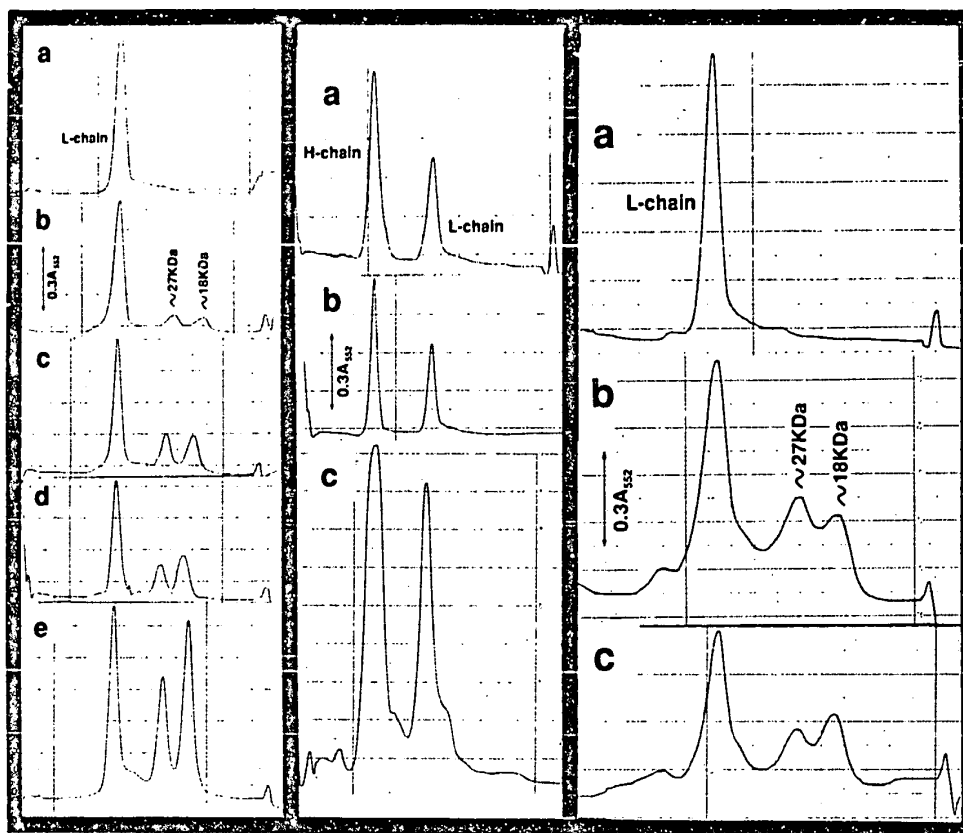 a
L-chain
b
0.3A552
~27KDa
~18KDa
c
d
e
a
H-chain
L-chain
b
0.3A552
c
a
L-chain
b
0.3A552
~27KDa
~18KDa
c